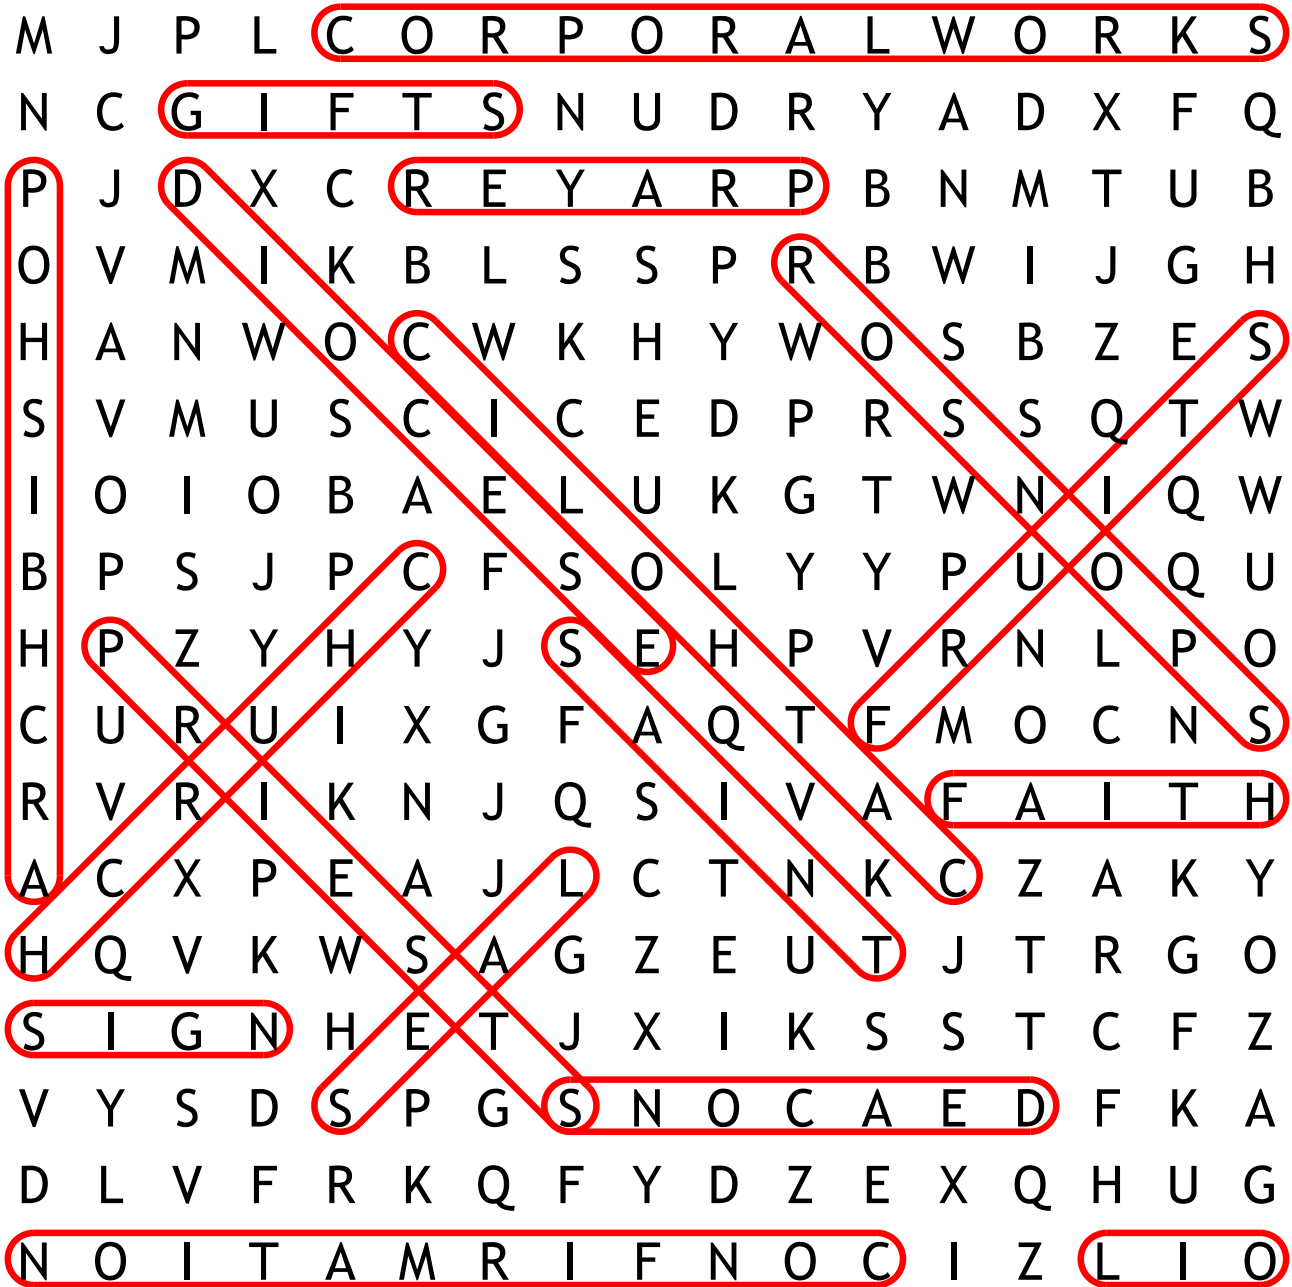 M J P L C O R P O R A L W O R K S
N C G I F T S N U D R Y A D X F Q
P J D X C R E Y A R P B N M T U B
O V M I K B L S S P R B W I J G H
H A N W O C W K H Y W O S B Z E S
S V M U S C I C E D P R S S Q T W
I O I O B A E L U K G T W N I Q W
B P S J P C F S O L Y Y P U O Q U
H P Z Y H Y J S E H P V R N L P O
C U R U I X G F A Q T F M O C N S
R V R I K N J Q S I V A F A I T H
A C X P E A J L C T N K C Z A K Y
H Q V K W S A G Z E U T J T R G O
S I G N H E T J X I K S S T C F Z
V Y S D S P G S N O C A E D F K A
D L V F R K Q F Y D Z E X Q H U G
N O I T A M R I F N O C I Z L I O